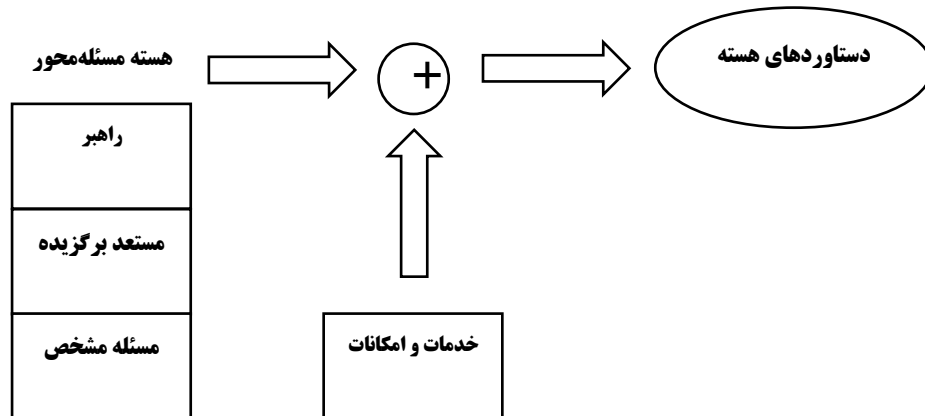 هسته مسئله‌محور
راهبر
مستعد برگزیده
مسئله مشخص
+
خدمات و امکانات
دستاوردهای هسته